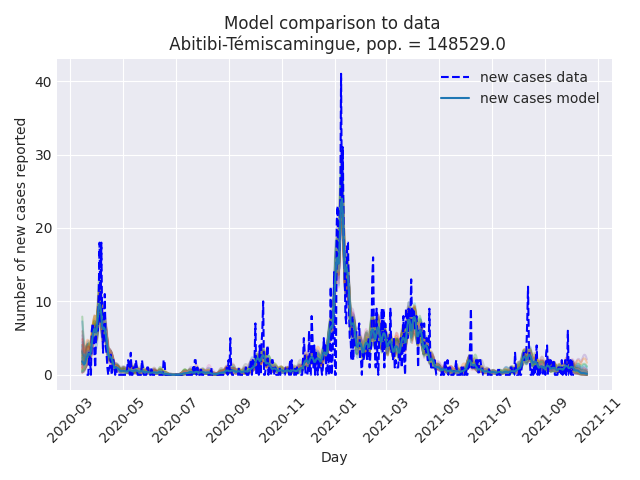 Model comparison to data
Abitibi-Témiscamingue, pop. = 148529.0
new cases data
new cases model
Number of new cases reported
40
30
20
10
0
2020-03
2020-05
2020-07
2020-09
2020-11
2021-01
2021-03
2021-05
2021-07
2021-09
2021-11
Day